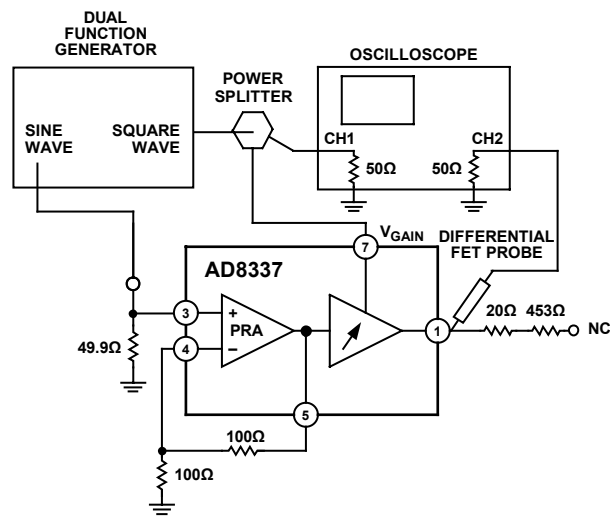 DUAL
FUNCTION
GENERATOR
OSCILLOSCOPE
POWER
SPLITTER
SINE
WAVE
SQUARE
WAVE
CH1
CH2
50Ω
50Ω
VGAIN
DIFFERENTIAL
FET PROBE
7
AD8337
20Ω
453Ω
NC
3
+
PRA
1
49.9Ω
4
–
5
100Ω
100Ω